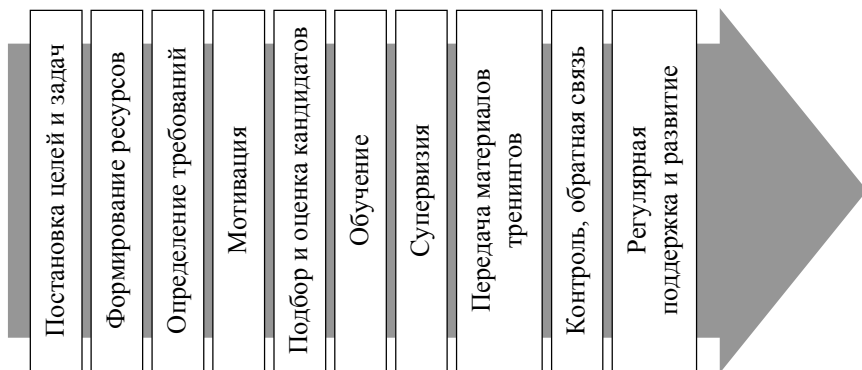 Постановка целей и задач
Формирование ресурсов
Определение требований
Мотивация
Подбор и оценка кандидатов
Обучение
Супервизия
Передача материалов
тренингов
Контроль, обратная связь
Регулярная
поддержка и развитие